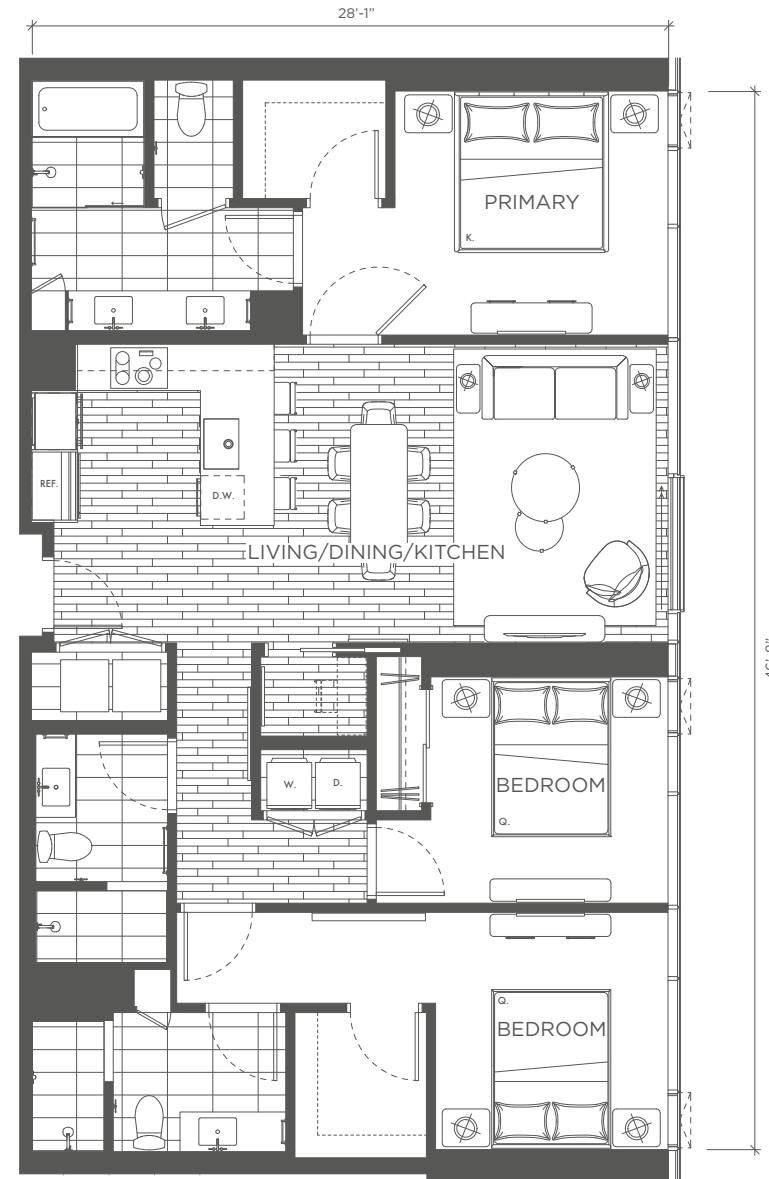 28'-1"
PRIMARY
K.
REF.
D.W.
LIVING/DINING/KITCHEN
W.
D.
BEDROOM
Q.
Q.
BEDROOM